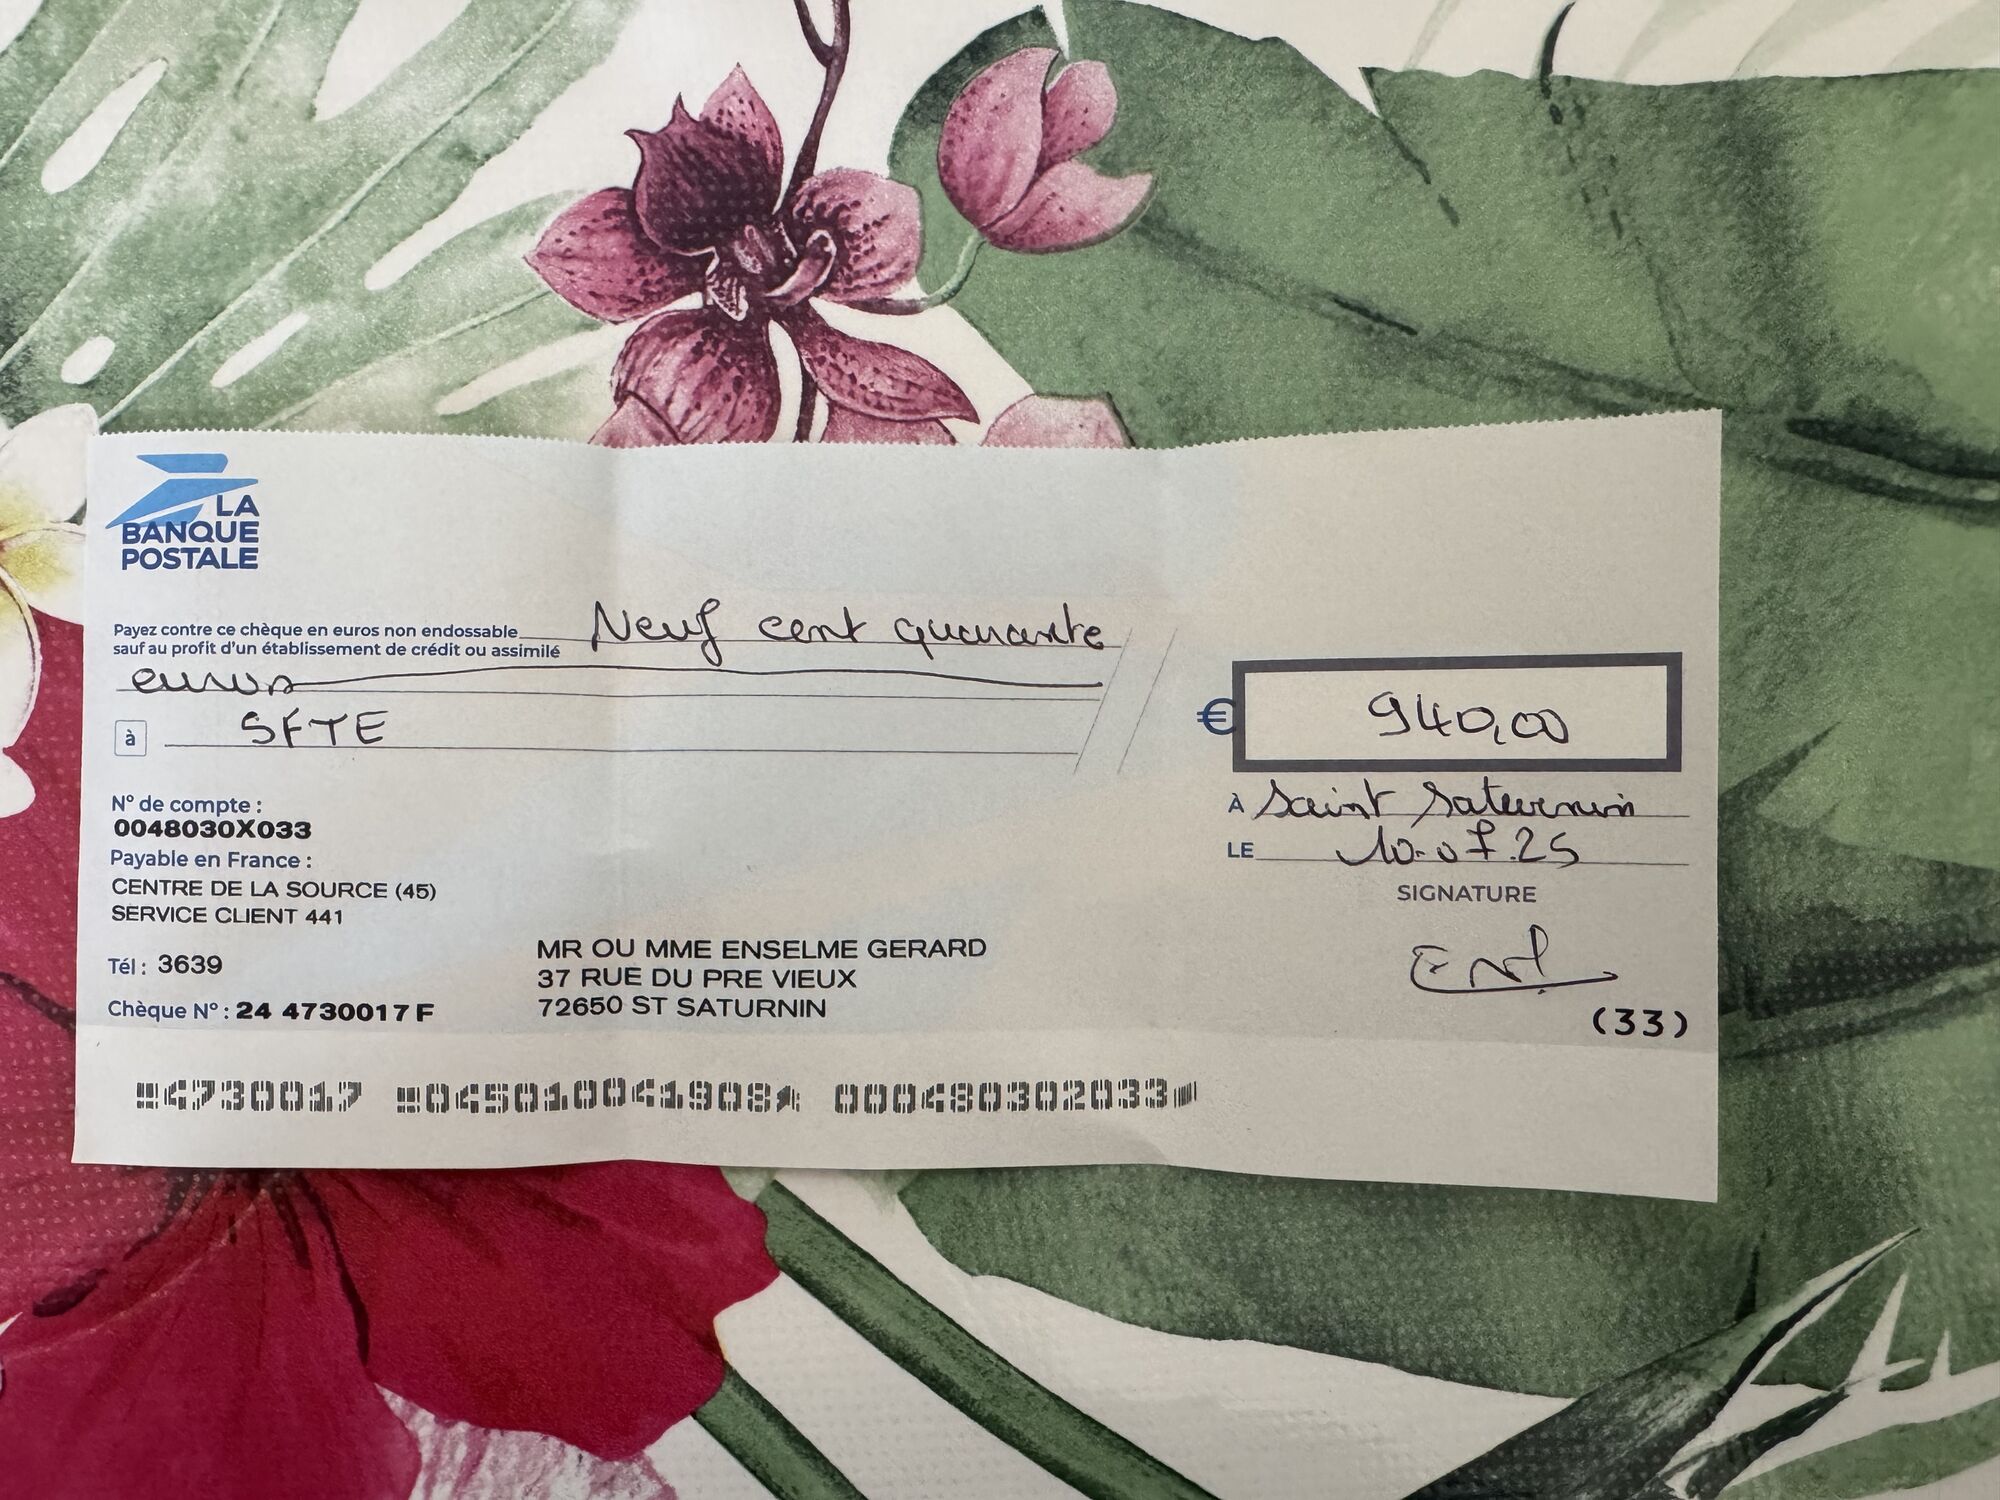 LA
BANQUE
POSTALE
Payez contre ce chèque en euros non endossable
sauf au profit d'un établissement de crédit ou assimilé
Neuf cent quarante
euros
à SFTE
€ 940,00
À Saint Saturnin
LE 10.07.25
SIGNATURE
N° de compte :
0048030X033
Payable en France :
CENTRE DE LA SOURCE (45)
SERVICE CLIENT 441
Tél : 3639
Chèque N° : 24 4730017 F
MR OU MME ENSELME GERARD
37 RUE DU PRE VIEUX
72650 ST SATURNIN
(33)
4730017 045010041908 000480302033